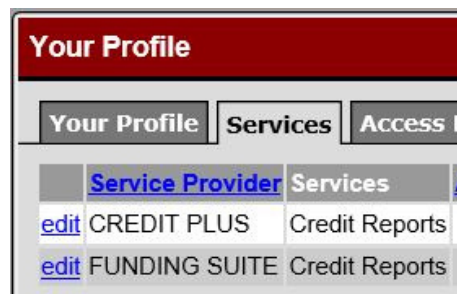 Your Profile
Your Profile Services Access
Service Provider Services
edit CREDIT PLUS Credit Reports
edit FUNDING SUITE Credit Reports